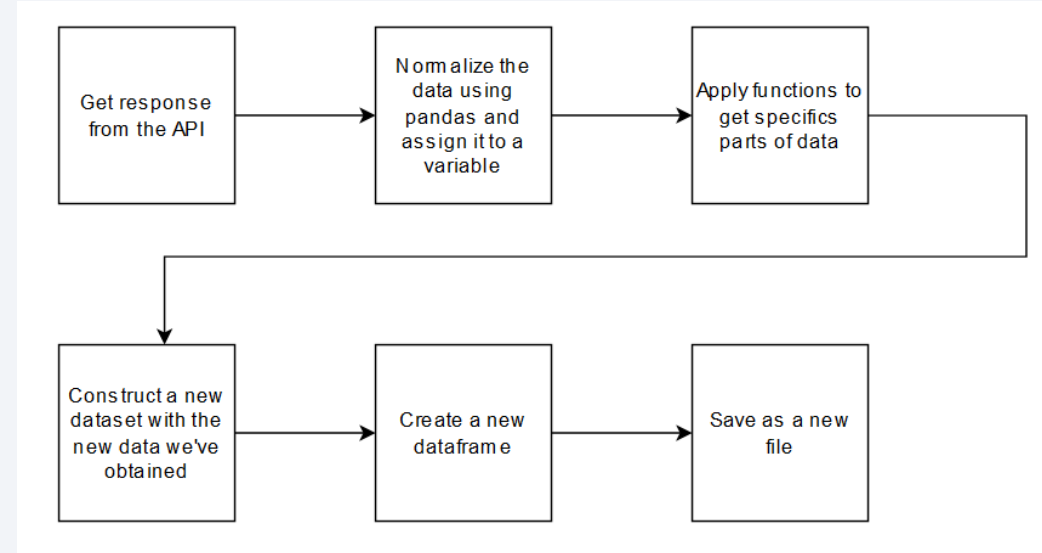 Get response
from the API
Normalize the
data using
pandas and
assign it to a
variable
Apply functions to
get specifics
parts of data
Construct a new
dataset with the
new data we've
obtained
Create a new
dataframe
Save as a new
file